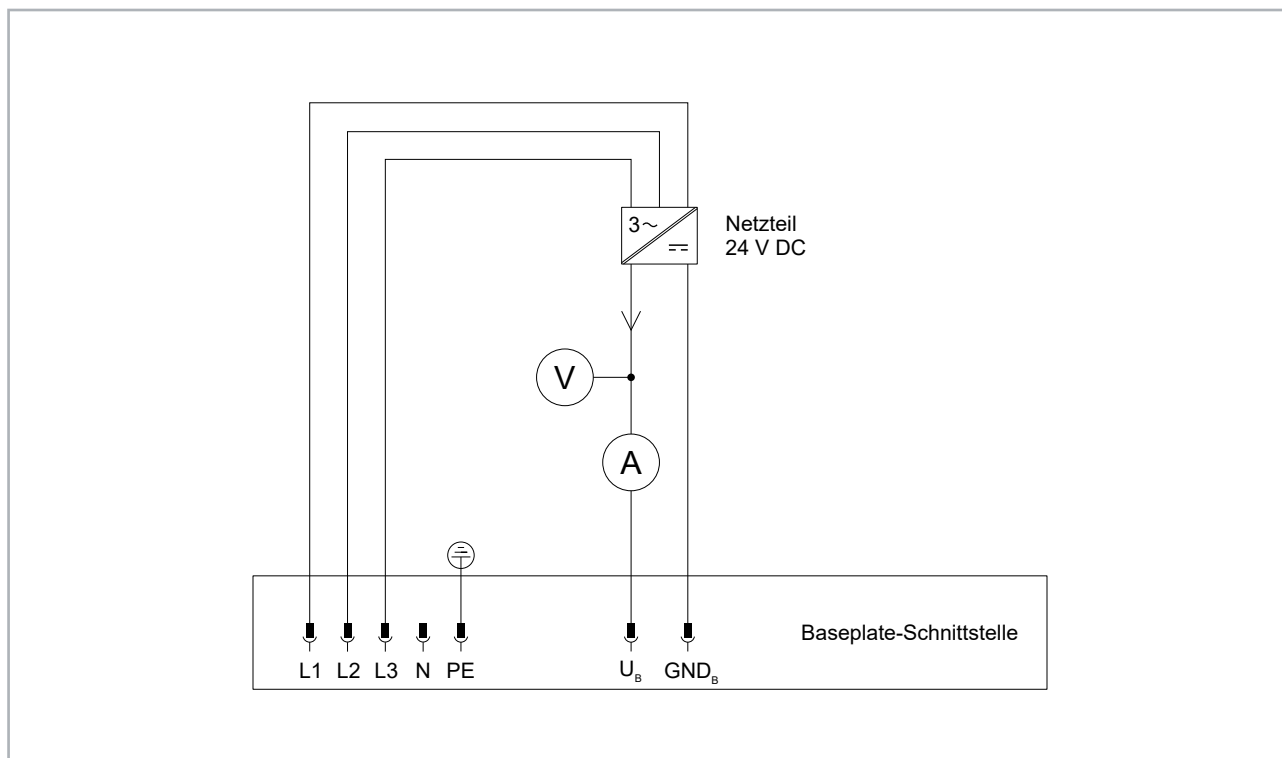 3~
Netzteil
24 V DC
V
A
Baseplate-Schnittstelle
L1 L2 L3 N PE U_B GND_B